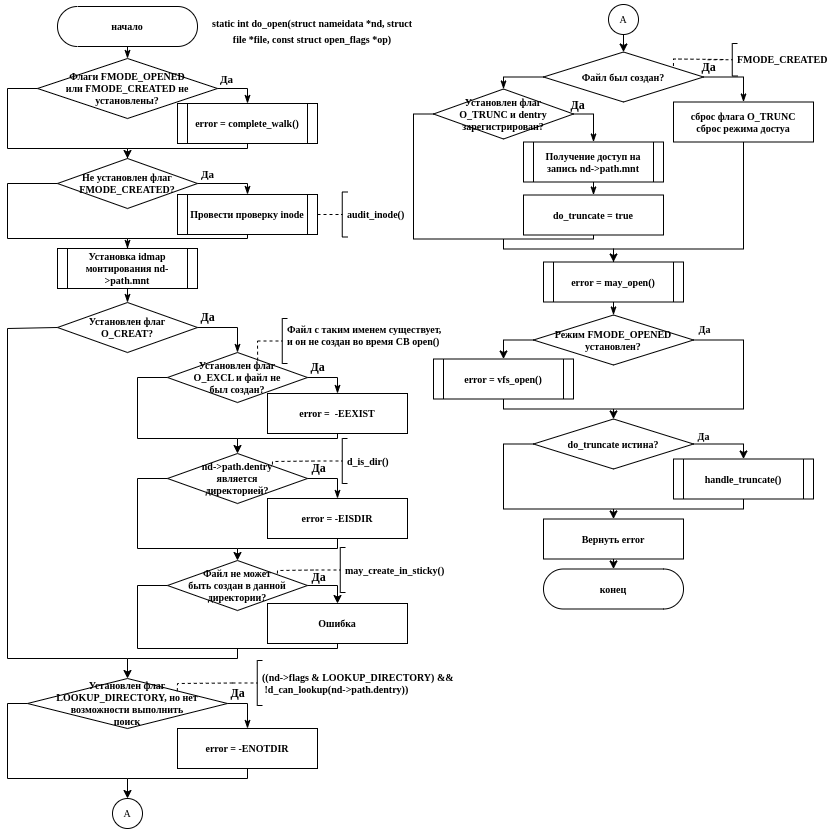 начало
static int do_open(struct nameidata *nd, struct
file *file, const struct open_flags *op)
Флаги FMODE_OPENED
или FMODE_CREATED не
установлены?
Да
error = complete_walk()
Не установлен флаг
FMODE_CREATED?
Да
Провести проверку inode
audit_inode()
Установка idmap
монтирования nd-
>path.mnt
Установлен флаг
O_CREAT?
Да
Файл с таким именем существует,
и он не создан во время СВ open()
Установлен флаг
O_EXCL и файл не
был создан?
Да
error =  -EEXIST
nd->path.dentry
является
директорией?
Да
d_is_dir()
error = -EISDIR
Файл не может
быть создан в данной
директории?
Да
may_create_in_sticky()
Ошибка
Установлен флаг
LOOKUP_DIRECTORY, но нет
возможности выполнить
поиск
Да
((nd->flags & LOOKUP_DIRECTORY) &&
!d_can_lookup(nd->path.dentry))
error = -ENOTDIR
А
А
Файл был создан?
Да
FMODE_CREATED
сброс флага O_TRUNC
сброс режима достуа
Установлен флаг
O_TRUNC и dentry
зарегистрирован?
Да
Получение доступ на
запись nd->path.mnt
do_truncate = true
error = may_open()
Режим FMODE_OPENED
установлен?
Да
error = vfs_open()
do_truncate истина?
Да
handle_truncate()
Вернуть error
конец